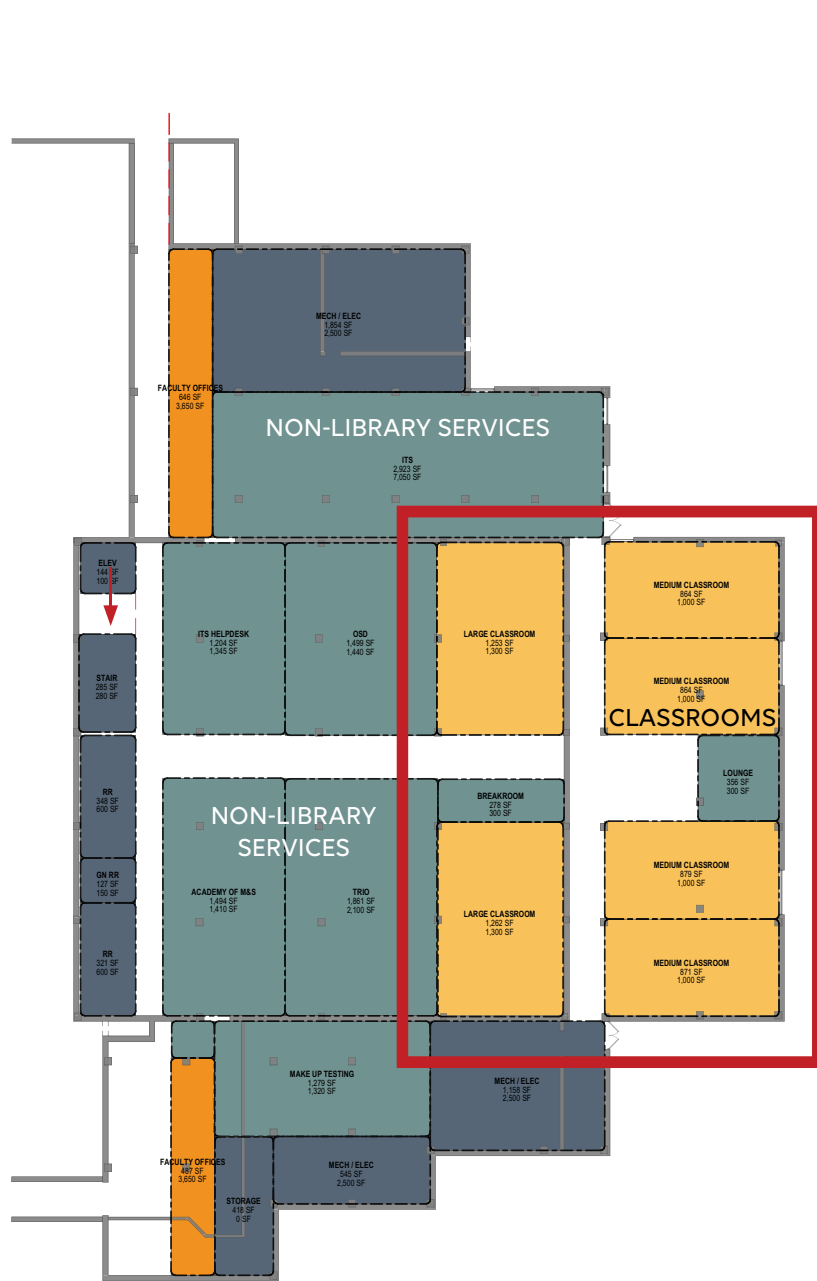 MECH / ELEC
1,854 SF
2,500 SF
FACULTY OFFICES
646 SF
3,650 SF
NON-LIBRARY SERVICES
ITS
2,923 SF
7,050 SF
ELEV
144 SF
100 SF
ITS HELPDESK
1,204 SF
1,345 SF
OSD
1,499 SF
1,440 SF
LARGE CLASSROOM
1,253 SF
1,300 SF
MEDIUM CLASSROOM
864 SF
1,000 SF
STAIR
285 SF
280 SF
MEDIUM CLASSROOM
864 SF
1,000 SF
CLASSROOMS
RR
348 SF
600 SF
LOUNGE
356 SF
300 SF
BREAKROOM
278 SF
300 SF
NON-LIBRARY
SERVICES
GN RR
127 SF
150 SF
ACADEMY OF M&S
1,494 SF
1,410 SF
TRIO
1,861 SF
2,100 SF
LARGE CLASSROOM
1,262 SF
1,300 SF
MEDIUM CLASSROOM
879 SF
1,000 SF
RR
321 SF
600 SF
MEDIUM CLASSROOM
871 SF
1,000 SF
MAKE UP TESTING
1,279 SF
1,320 SF
MECH / ELEC
1,158 SF
2,500 SF
FACULTY OFFICES
487 SF
3,650 SF
MECH / ELEC
545 SF
2,500 SF
STORAGE
418 SF
0 SF